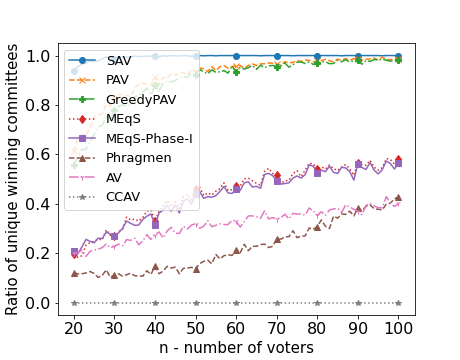 Ratio of unique winning committees
1.0
0.8
0.6
0.4
0.2
0.0
SAV
PAV
GreedyPAV
MEqS
MEqS-Phase-I
Phragmen
AV
CCAV
20 30 40 50 60 70 80 90 100
n - number of voters